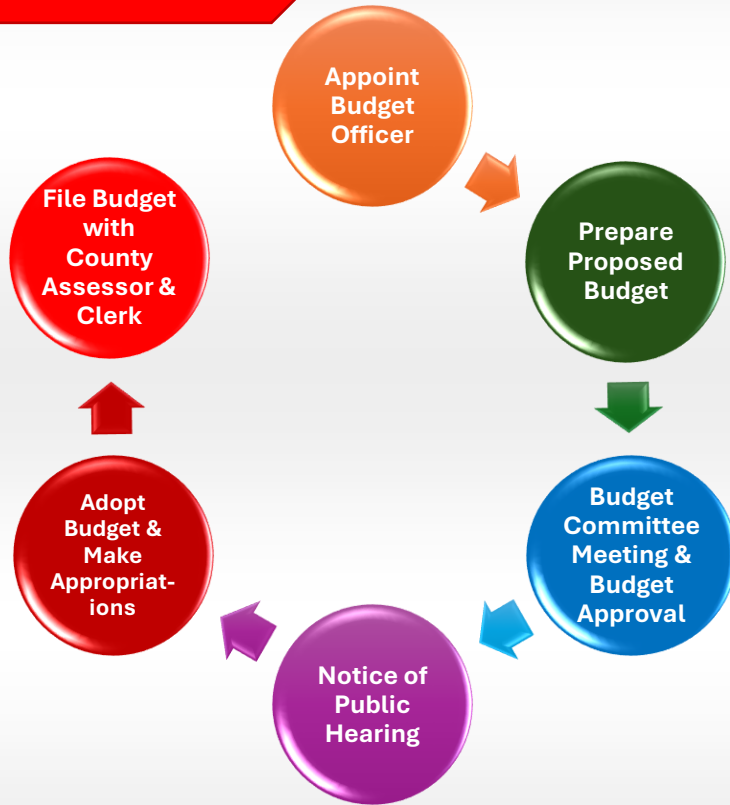 Appoint
Budget
Officer
Prepare
Proposed
Budget
Budget
Committee
Meeting &
Budget
Approval
Notice of
Public
Hearing
Adopt
Budget &
Make
Appropriat-
ions
File Budget
with
County
Assessor &
Clerk